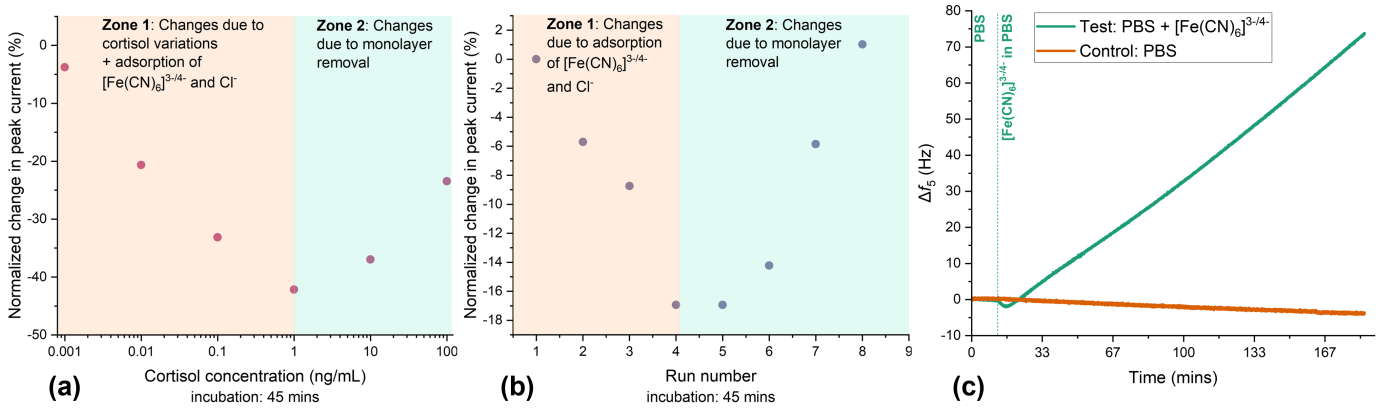 Normalized change in peak current (%)
0
-10
-20
-30
-40
-50
Zone 1: Changes due to
cortisol variations
+ adsorption of
[Fe(CN)₆]³⁻/⁴⁻ and Cl⁻
Zone 2: Changes
due to monolayer
removal
0.001 0.01 0.1 1 10 100
Cortisol concentration (ng/mL)
incubation: 45 mins
(a)
Normalized change in peak current (%)
2
0
-2
-4
-6
-8
-10
-12
-14
-16
-18
Zone 1: Changes
due to adsorption
of [Fe(CN)₆]³⁻/⁴⁻
and Cl⁻
Zone 2: Changes
due to monolayer
removal
1 2 3 4 5 6 7 8 9
Run number
incubation: 45 mins
(b)
Δf₅ (Hz)
80
70
60
50
40
30
20
10
0
-10
PBS
[Fe(CN)₆]³⁻/⁴⁻ in PBS
Test: PBS + [Fe(CN)₆]³⁻/⁴⁻
Control: PBS
0 33 67 100 133 167
Time (mins)
(c)